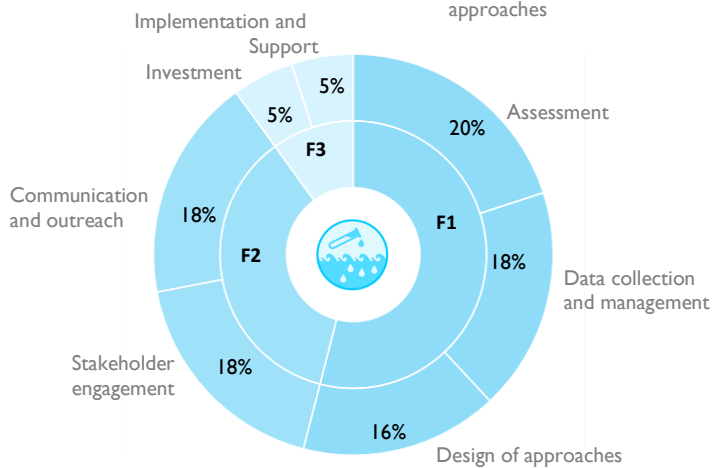 approaches
Implementation and
Support
Investment
5%
5%
20%
Assessment
F3
Communication
and outreach
18%
F1
F2
18%
Data collection
and management
Stakeholder
engagement
18%
16%
Design of approaches